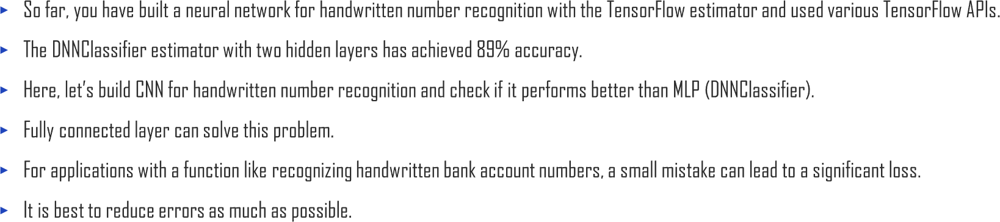 ► So far, you have built a neural network for handwritten number recognition with the TensorFlow estimator and used various TensorFlow APIs.
► The DNNClassifier estimator with two hidden layers has achieved 89% accuracy.
► Here, let's build CNN for handwritten number recognition and check if it performs better than MLP (DNNClassifier).
► Fully connected layer can solve this problem.
► For applications with a function like recognizing handwritten bank account numbers, a small mistake can lead to a significant loss.
► It is best to reduce errors as much as possible.